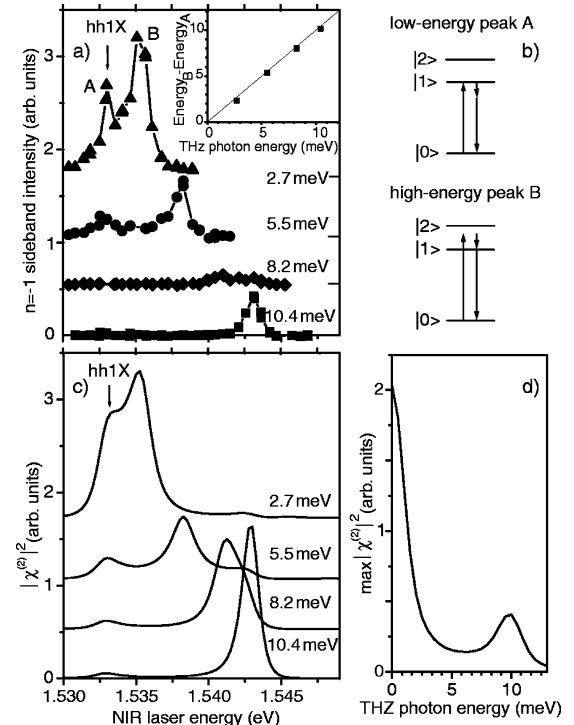 a)
hh1X
A
B
n=-1 sideband intensity (arb. units)
3
2
1
0
2.7 meV
5.5 meV
8.2 meV
10.4 meV
Energy_B-Energy_A
10
5
0
0 5 10
THZ photon energy (meV)
b)
low-energy peak A
|2>
|1>
|0>
high-energy peak B
|2>
|1>
|0>
c)
hh1X
|χ⁽²⁾|² (arb. units)
3
2
1
0
2.7 meV
5.5 meV
8.2 meV
10.4 meV
1.530 1.535 1.540 1.545
NIR laser energy (eV)
d)
max|χ⁽²⁾|² (arb. units)
2
1
0
0 5 10
THZ photon energy (meV)